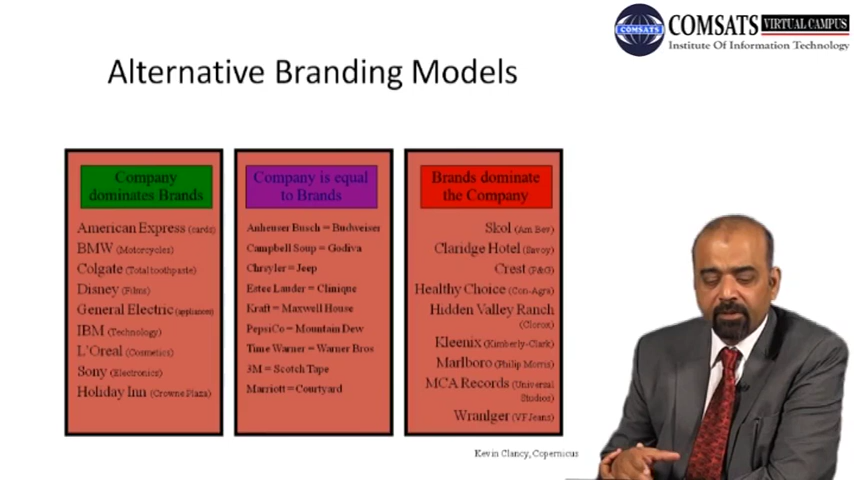 COMSATS
COMSATS VIRTUAL CAMPUS
Institute Of Information Technology
Alternative Branding Models
Company
dominates Brands
American Express (cards)
BMW (Motorcycles)
Colgate (Total toothpaste)
Disney (Films)
General Electric (appliances)
IBM (Technology)
L'Oreal (Cosmetics)
Sony (Electronics)
Holiday Inn (Crowne Plaza)
Company is equal
to Brands
Anheuser Busch = Budweiser
Campbell Soup = Godiva
Chrysler = Jeep
Estee Lauder = Clinique
Kraft = Maxwell House
PepsiCo = Mountain Dew
Time Warner = Warner Bros
3M = Scotch Tape
Marriott = Courtyard
Brands dominate
the Company
Skol (Am Bev)
Claridge Hotel (Savoy)
Crest (P&G)
Healthy Choice (Con-Agra)
Hidden Valley Ranch
(Clorox)
Kleenix (Kimberly-Clark)
Marlboro (Philip Morris)
MCA Records (Universal
Studios)
Wranlger (VF Jeans)
Kevin Clancy, Copernicus